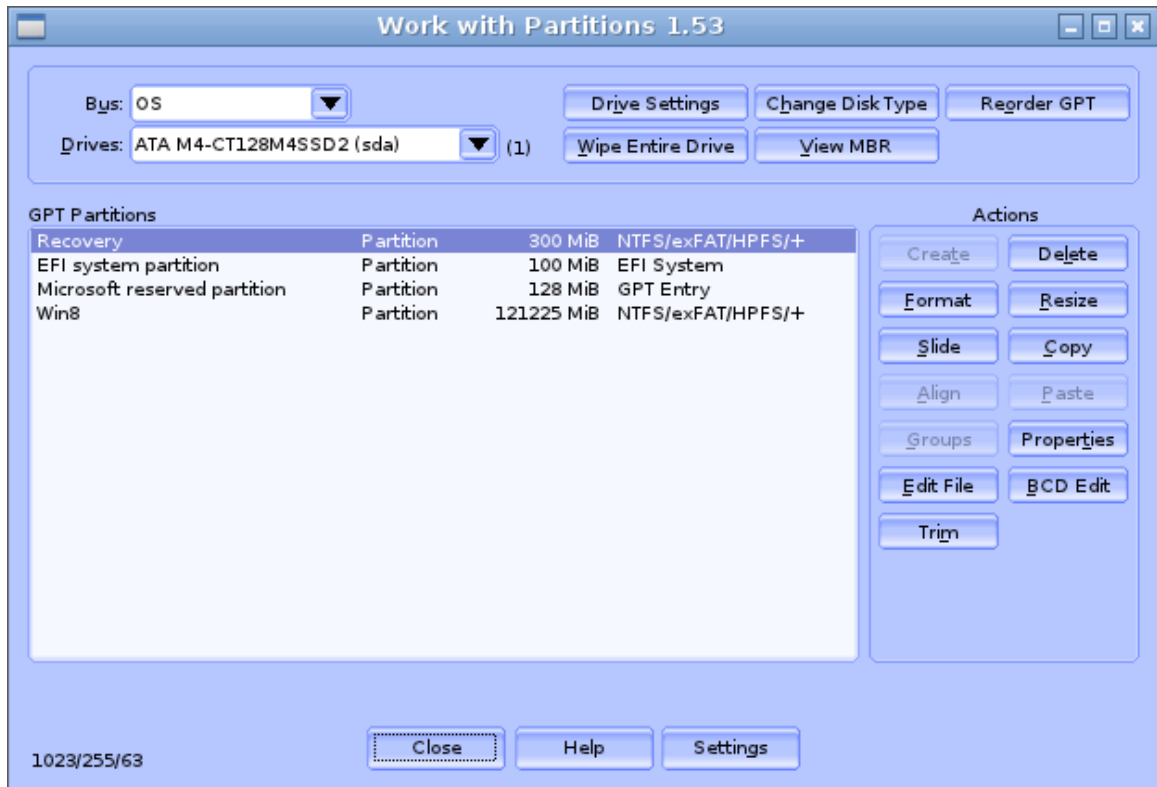 Work with Partitions 1.53
Bus: OS
Drive Settings Change Disk Type Reorder GPT
Drives: ATA M4-CT128M4SSD2 (sda) (1)
Wipe Entire Drive View MBR
GPT Partitions
Actions
Recovery Partition 300 MiB NTFS/exFAT/HPFS/+
EFI system partition Partition 100 MiB EFI System
Microsoft reserved partition Partition 128 MiB GPT Entry
Win8 Partition 121225 MiB NTFS/exFAT/HPFS/+
Create Delete
Format Resize
Slide Copy
Align Paste
Groups Properties
Edit File BCD Edit
Trim
1023/255/63
Close Help Settings